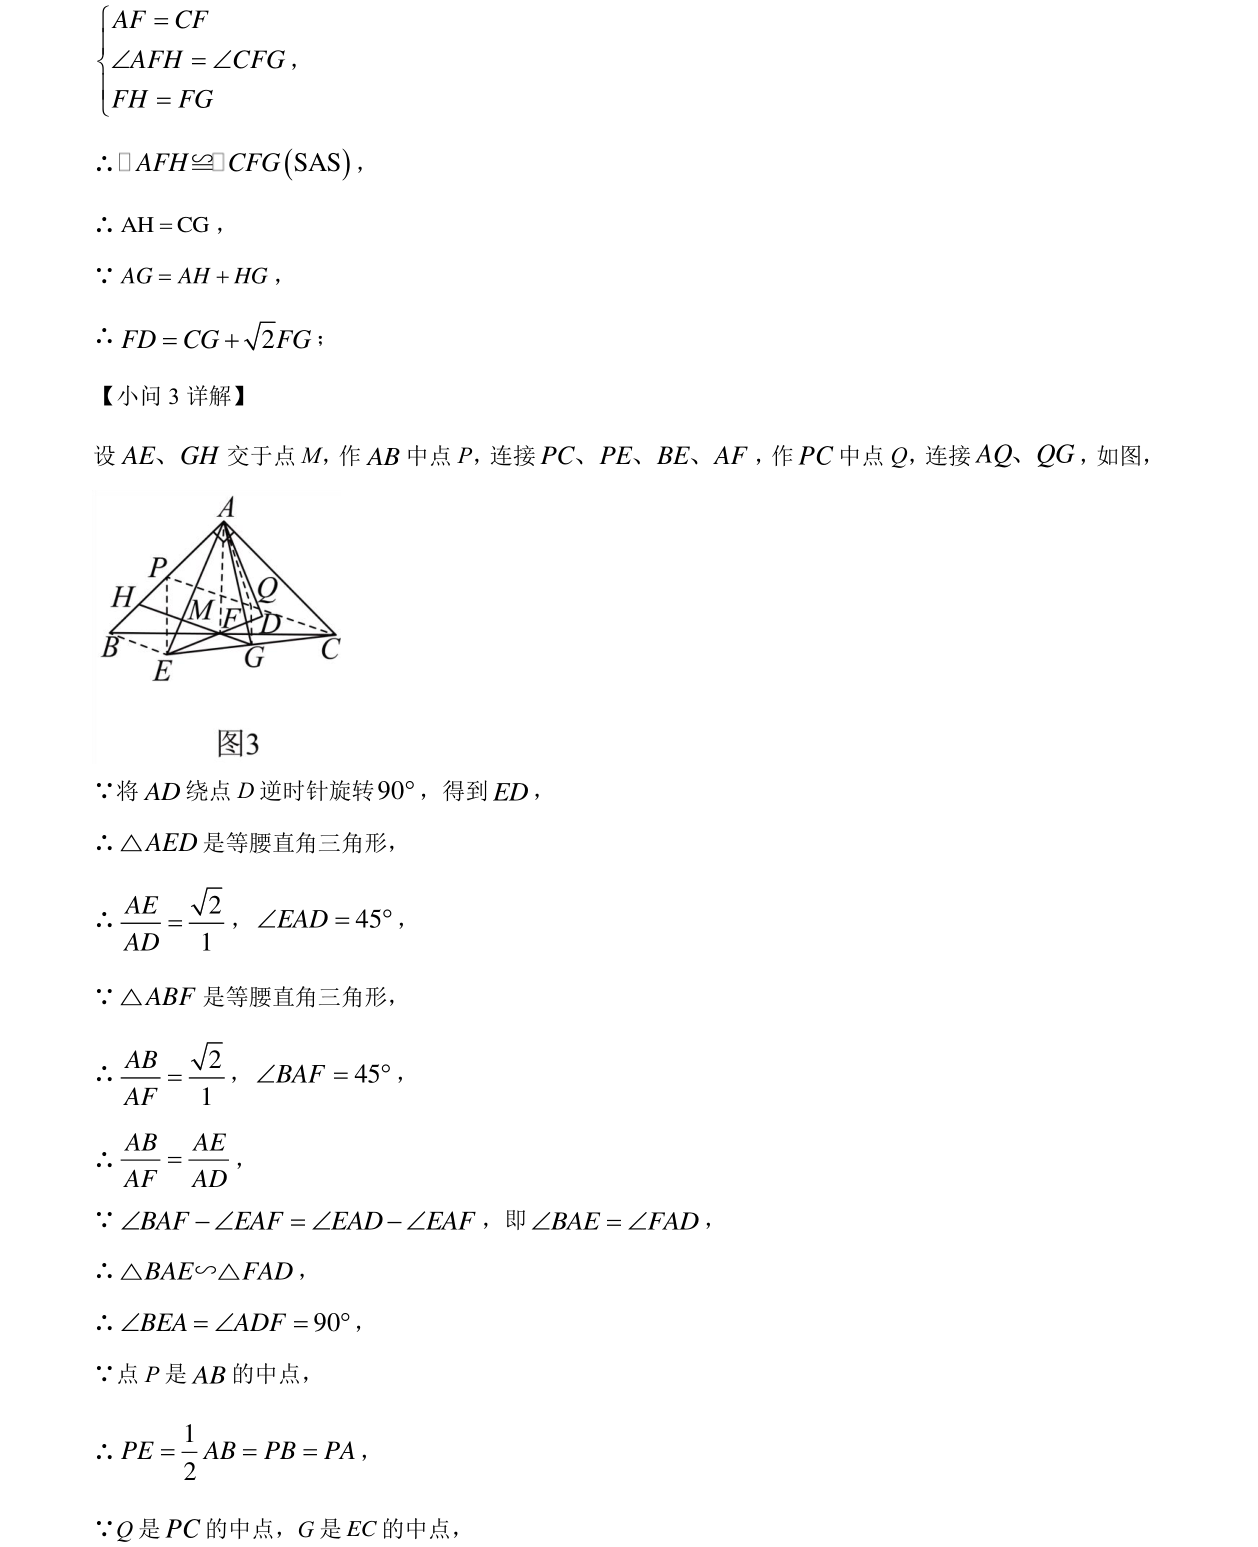 {AF = CF
∠AFH = ∠CFG，
FH = FG
∴□AFH≌□CFG(SAS)，
∴ AH = CG，
∵ AG = AH + HG，
∴ FD = CG + √2FG；
【小问 3 详解】
设 AE、GH 交于点 M，作 AB 中点 P，连接 PC、PE、BE、AF，作 PC 中点 Q，连接 AQ、QG，如图，
A
P
H
Q
M
F
D
B
E
G
C
图3
∵将 AD 绕点 D 逆时针旋转90°，得到 ED，
∴△AED 是等腰直角三角形，
∴ AE/AD = √2/1，∠EAD = 45°，
∵△ABF 是等腰直角三角形，
∴ AB/AF = √2/1，∠BAF = 45°，
∴ AB/AF = AE/AD，
∵∠BAF − ∠EAF = ∠EAD − ∠EAF，即∠BAE = ∠FAD，
∴△BAE∽△FAD，
∴∠BEA = ∠ADF = 90°，
∵点 P 是 AB 的中点，
∴ PE = 1/2 AB = PB = PA，
∵Q 是 PC 的中点，G 是 EC 的中点，